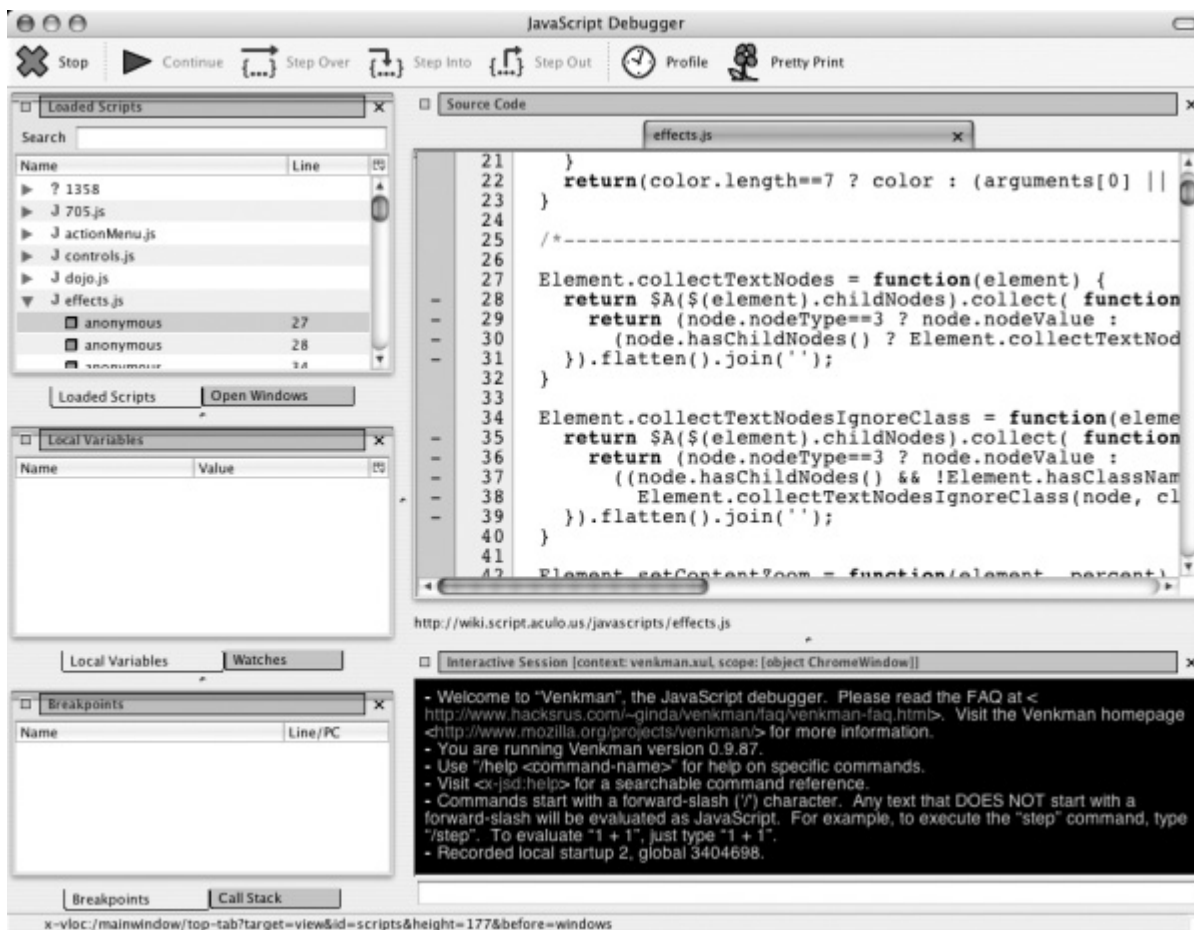 JavaScript Debugger
Stop Continue {...} Step Over {...} Step Into {...} Step Out Profile Pretty Print
Loaded Scripts
Search
Name Line
? 1358
J 705.js
J actionMenu.js
J controls.js
J dojo.js
J effects.js
anonymous 27
anonymous 28
anonymous 34
Loaded Scripts Open Windows
Local Variables
Name Value
Local Variables Watches
Breakpoints
Name Line/PC
Breakpoints Call Stack
Source Code
effects.js
21 }
22 return(color.length==7 ? color : (arguments[0] ||
23 }
24
25 /*----------------------------------------------------
26
27 Element.collectTextNodes = function(element) {
- 28 return $A($(element).childNodes).collect( function
- 29 return (node.nodeType==3 ? node.nodeValue :
- 30 (node.hasChildNodes() ? Element.collectTextNod
- 31 }).flatten().join('');
32 }
33
34 Element.collectTextNodesIgnoreClass = function(eleme
- 35 return $A($(element).childNodes).collect( function
- 36 return (node.nodeType==3 ? node.nodeValue :
- 37 ((node.hasChildNodes() && !Element.hasClassNam
- 38 Element.collectTextNodesIgnoreClass(node, cl
- 39 }).flatten().join('');
40 }
41
42 Element.setContentZoom = function(element, percent)
http://wiki.script.aculo.us/javascripts/effects.js
Interactive Session [context: venkman.xul, scope: [object ChromeWindow]]
- Welcome to "Venkman", the JavaScript debugger. Please read the FAQ at <
http://www.hacksrus.com/~ginda/venkman/faq/venkman-faq.html>. Visit the Venkman homepage
<http://www.mozilla.org/projects/venkman/> for more information.
- You are running Venkman version 0.9.87.
- Use "/help <command-name>" for help on specific commands.
- Visit <x-jsd:help> for a searchable command reference.
- Commands start with a forward-slash ('/') character. Any text that DOES NOT start with a
forward-slash will be evaluated as JavaScript. For example, to execute the "step" command, type
"/step". To evaluate "1 + 1", just type "1 + 1".
- Recorded local startup 2, global 3404698.
x-vloc:/mainwindow/top-tab?target=view&id=scripts&height=177&before=windows